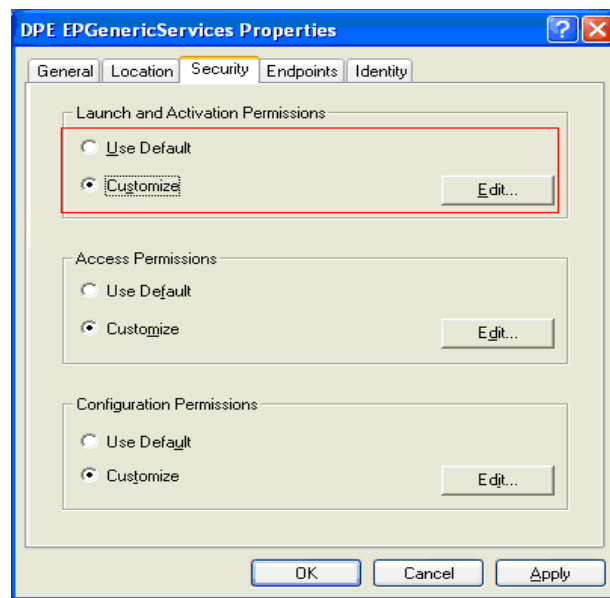 DPE EPGenericServices Properties
General Location Security Endpoints Identity
Launch and Activation Permissions
Use Default
Customize Edit...
Access Permissions
Use Default
Customize Edit...
Configuration Permissions
Use Default
Customize Edit...
OK Cancel Apply